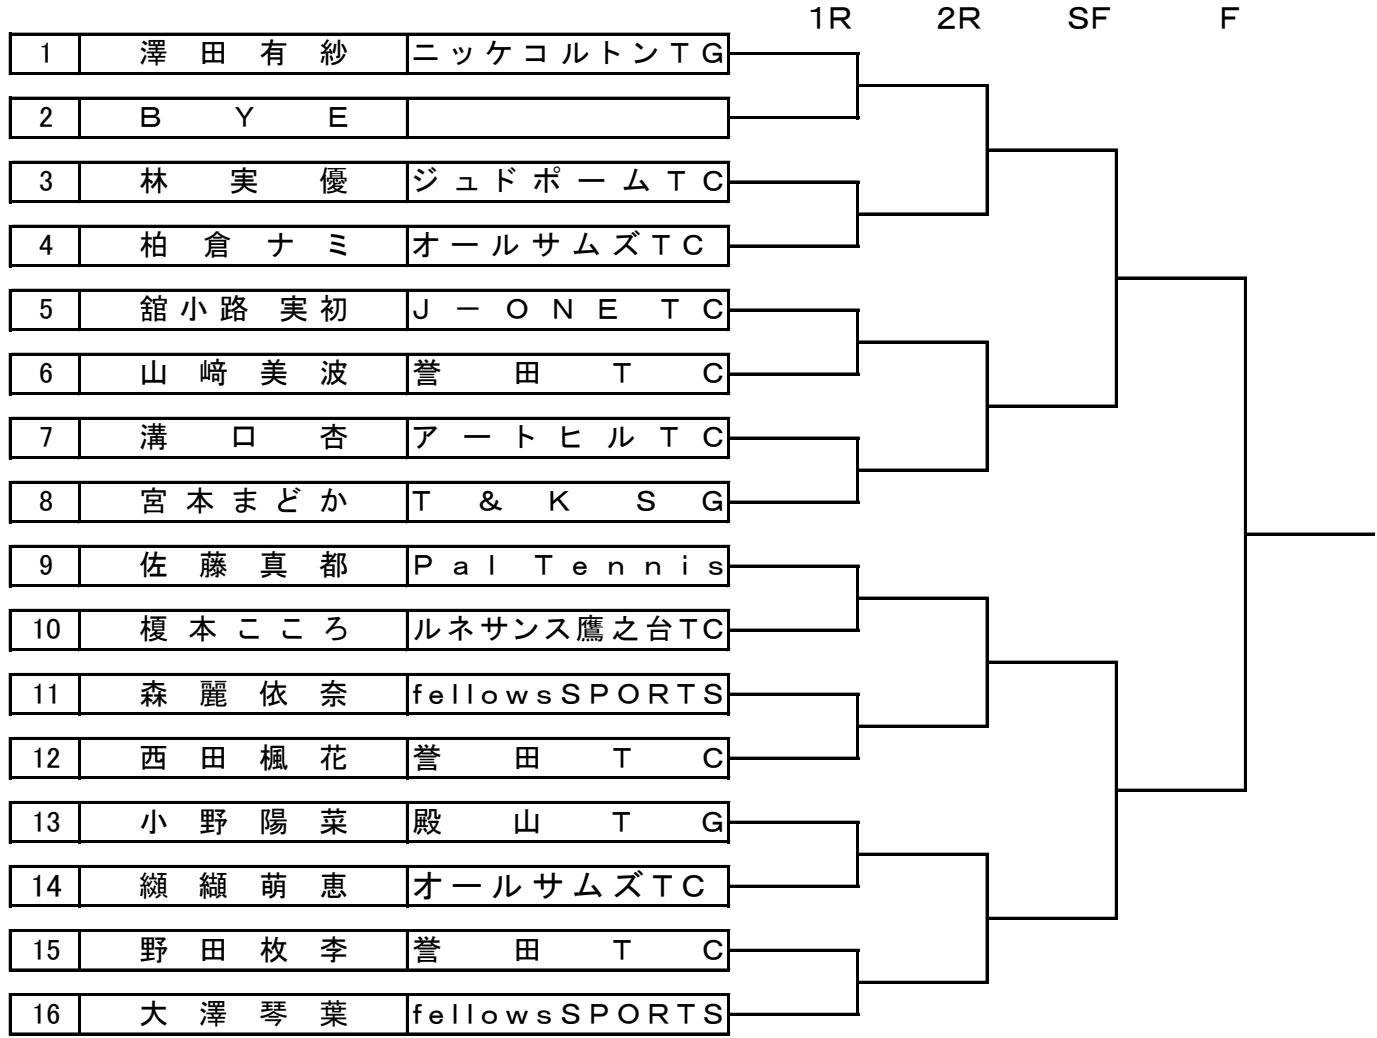 1R 2R SF F
1 澤田有紗 ニッケコルトンTG
2 BYE
3 林実優 ジュドポームTC
4 柏倉ナミ オールサムズTC
5 舘小路 実初 J－ONE TC
6 山﨑美波 誉田TC
7 溝口杏 アートヒルTC
8 宮本まどか T&K SG
9 佐藤真都 Pal Tennis
10 榎本こころ ルネサンス鷹之台TC
11 森麗依奈 fellowsSPORTS
12 西田楓花 誉田TC
13 小野陽菜 殿山TG
14 纐纈萌恵 オールサムズTC
15 野田枚李 誉田TC
16 大澤琴葉 fellowsSPORTS